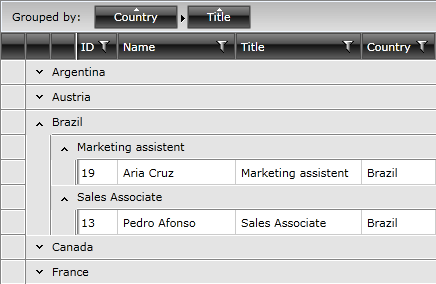 Grouped by: Country Title
ID Name Title Country
Argentina
Austria
Brazil
Marketing assistent
19 Aria Cruz Marketing assistent Brazil
Sales Associate
13 Pedro Afonso Sales Associate Brazil
Canada
France